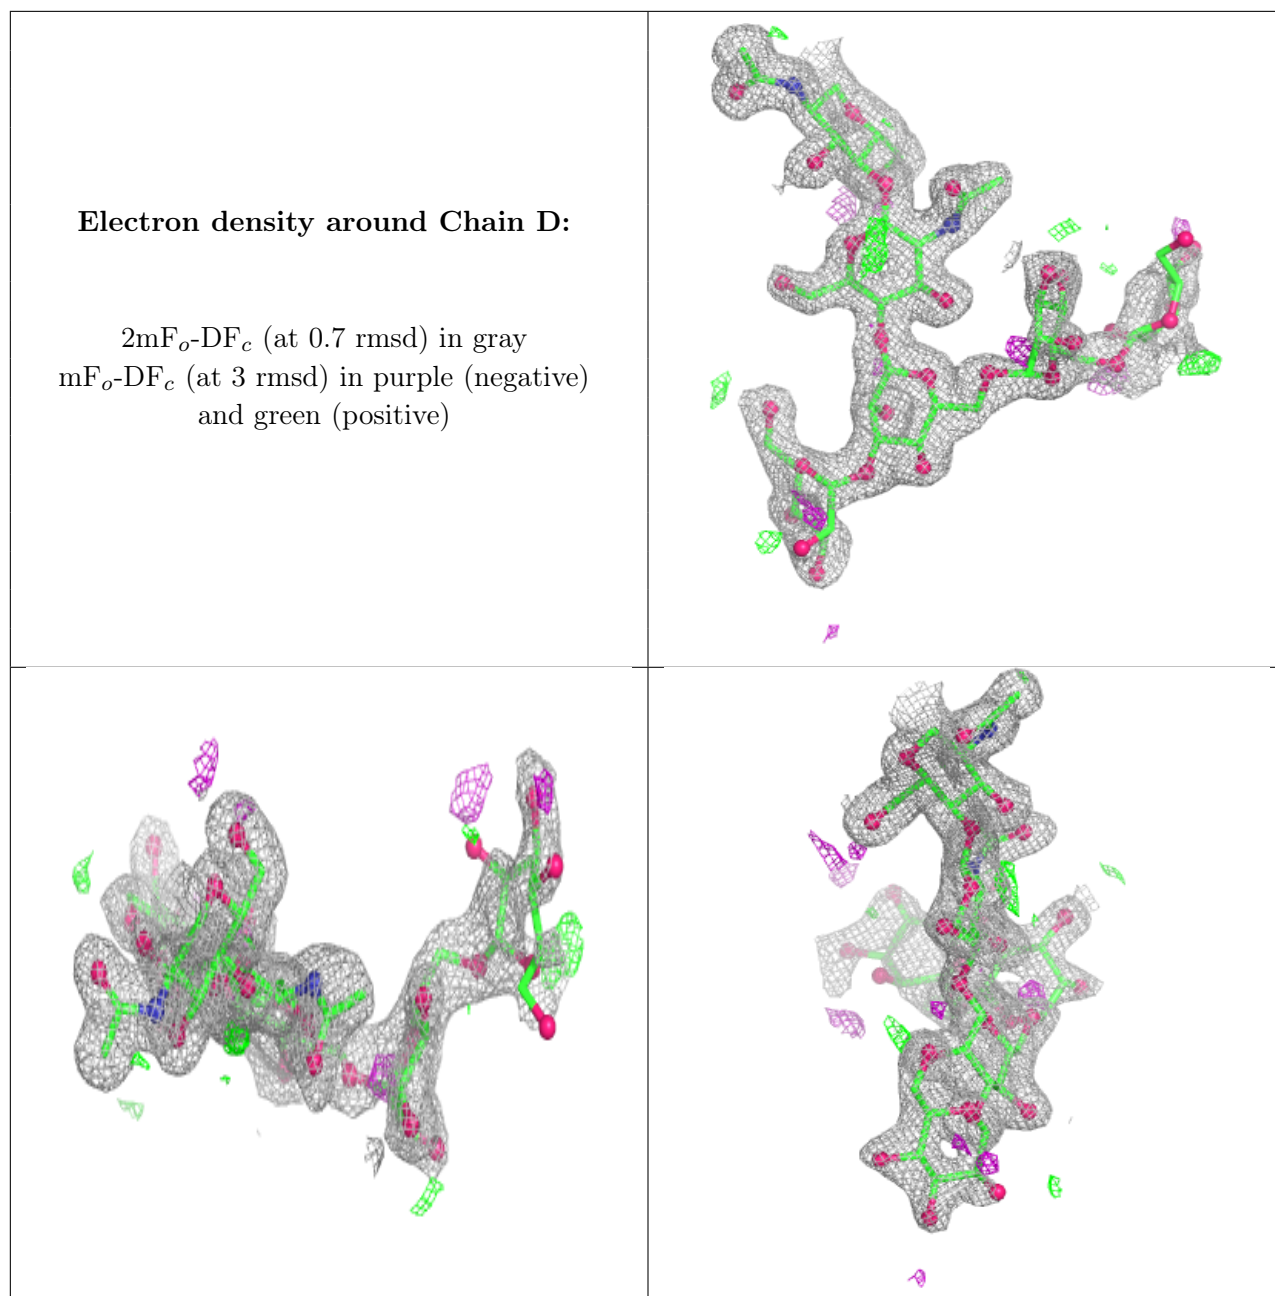 Electron density around Chain D:
2mFo-DFc (at 0.7 rmsd) in gray
mFo-DFc (at 3 rmsd) in purple (negative)
and green (positive)